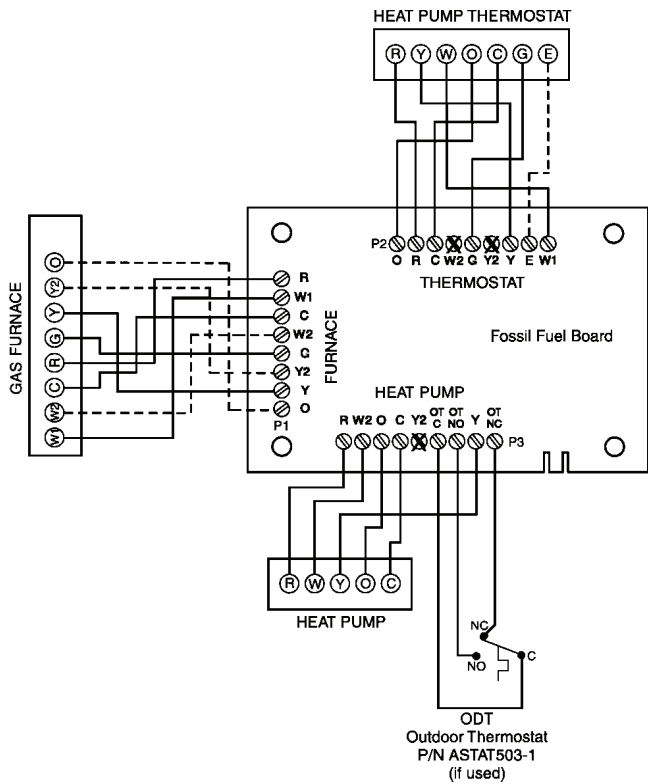 HEAT PUMP THERMOSTAT
R Y W O C G E
P2
O R C W2 G Y2 Y E W1
THERMOSTAT
GAS FURNACE
O
Y2
Y
G
R
C
W2
W1
R
W1
C
W2
G
Y2
Y
O
P1
FURNACE
Fossil Fuel Board
HEAT PUMP
R W2 O C Y2 OT C OT NO Y OT NC
P3
R W Y O C
HEAT PUMP
NC
NO
C
ODT
Outdoor Thermostat
P/N ASTAT503-1
(if used)